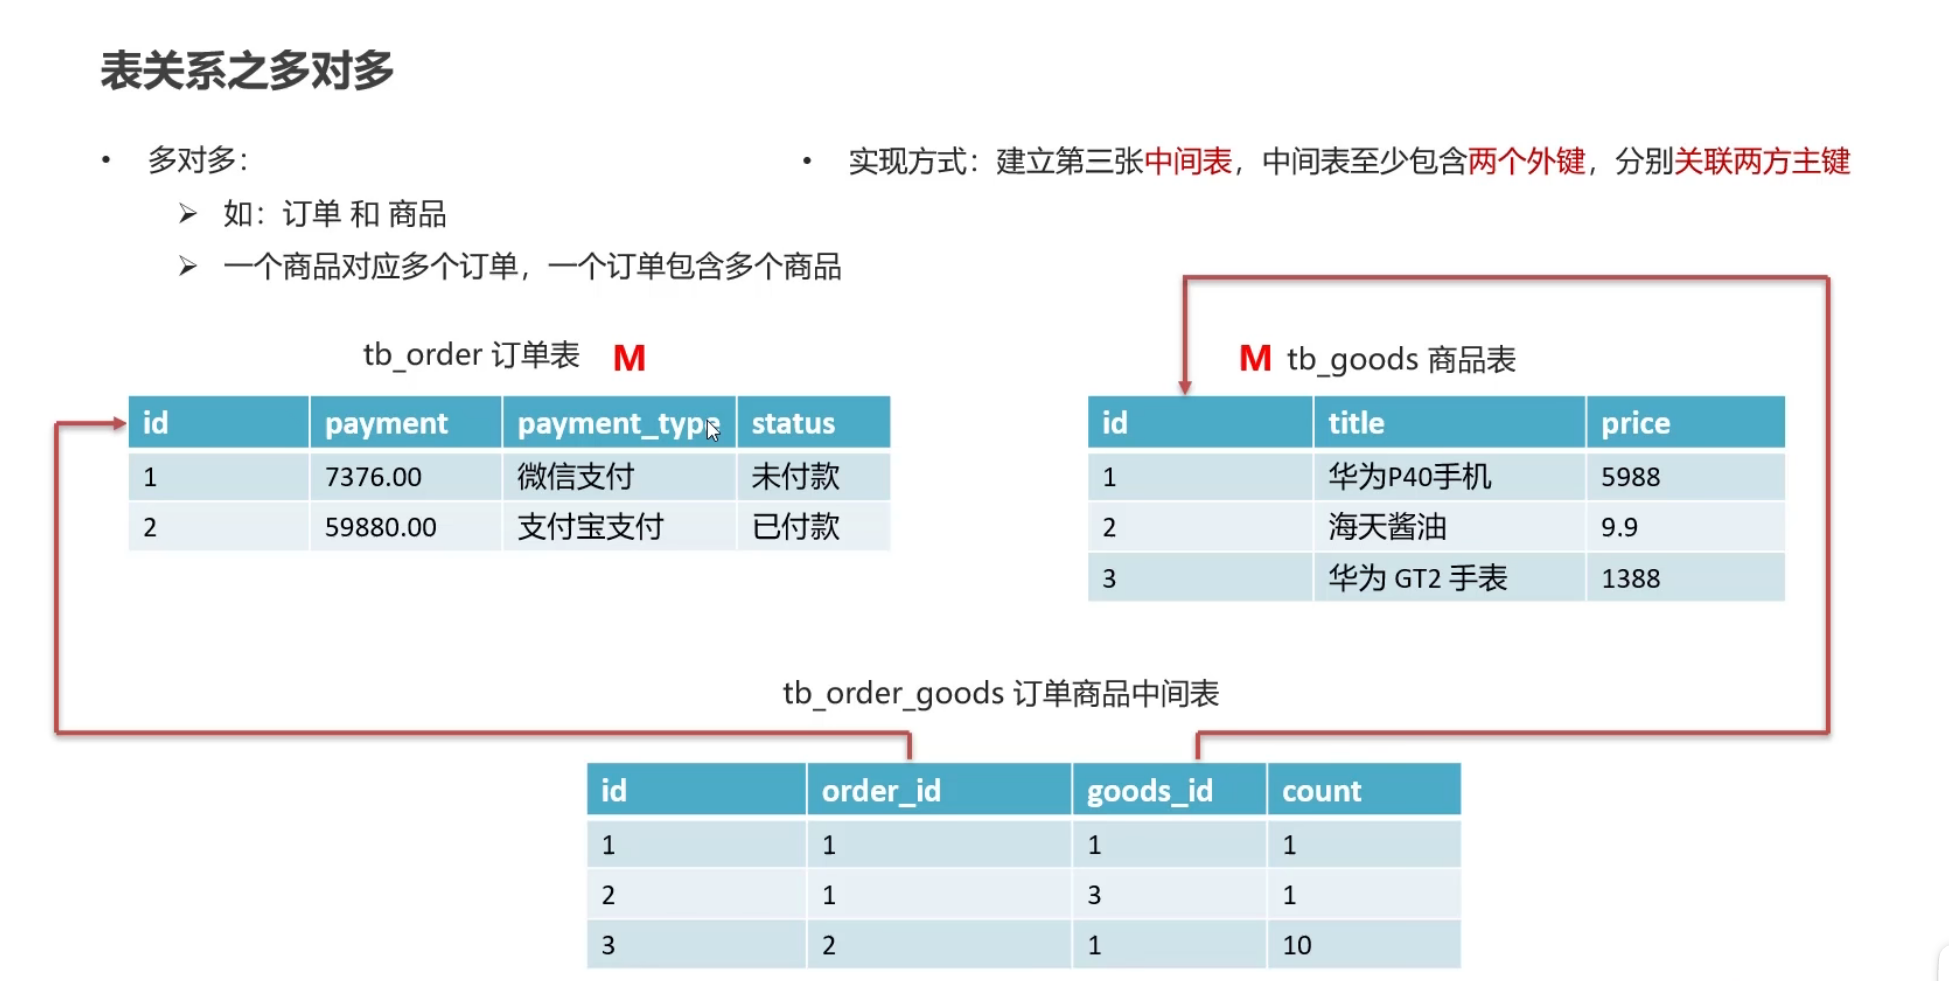 表关系之多对多
• 多对多：
➢ 如：订单 和 商品
➢ 一个商品对应多个订单，一个订单包含多个商品
• 实现方式：建立第三张中间表，中间表至少包含两个外键，分别关联两方主键
tb_order 订单表 M
id payment payment_type status
1 7376.00 微信支付 未付款
2 59880.00 支付宝支付 已付款
M tb_goods 商品表
id title price
1 华为P40手机 5988
2 海天酱油 9.9
3 华为 GT2 手表 1388
tb_order_goods 订单商品中间表
id order_id goods_id count
1 1 1 1
2 1 3 1
3 2 1 10